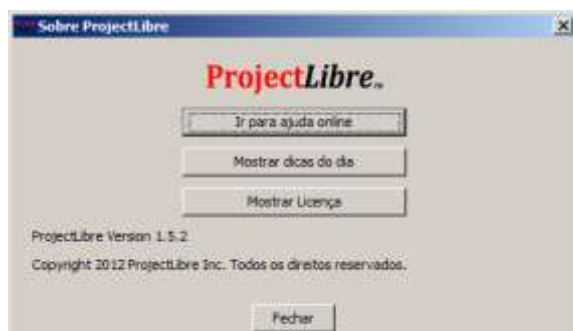 Sobre ProjectLibre
ProjectLibre™
Ir para ajuda online
Mostrar dicas do dia
Mostrar Licença
ProjectLibre Version 1.5.2
Copyright 2012 ProjectLibre Inc. Todos os direitos reservados.
Fechar